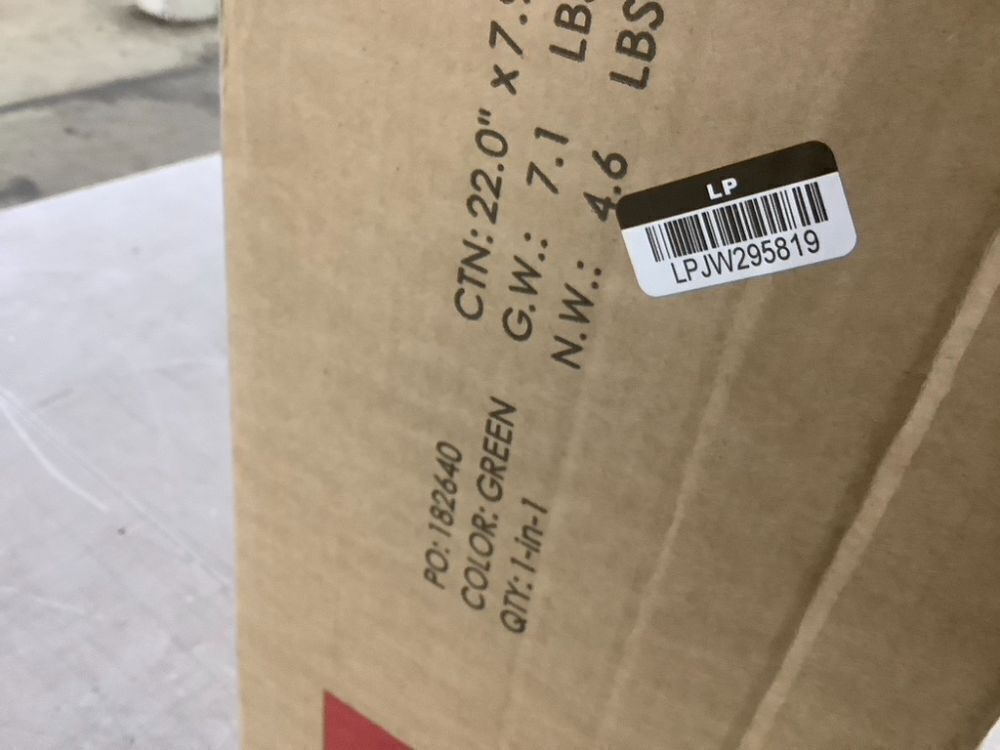 PO: 182640
COLOR: GREEN
QTY: 1-in-1
CTN: 22.0" x 7.
G.W.: 7.1 LBS
N.W.: 4.6 LBS
LP
LPJW295819